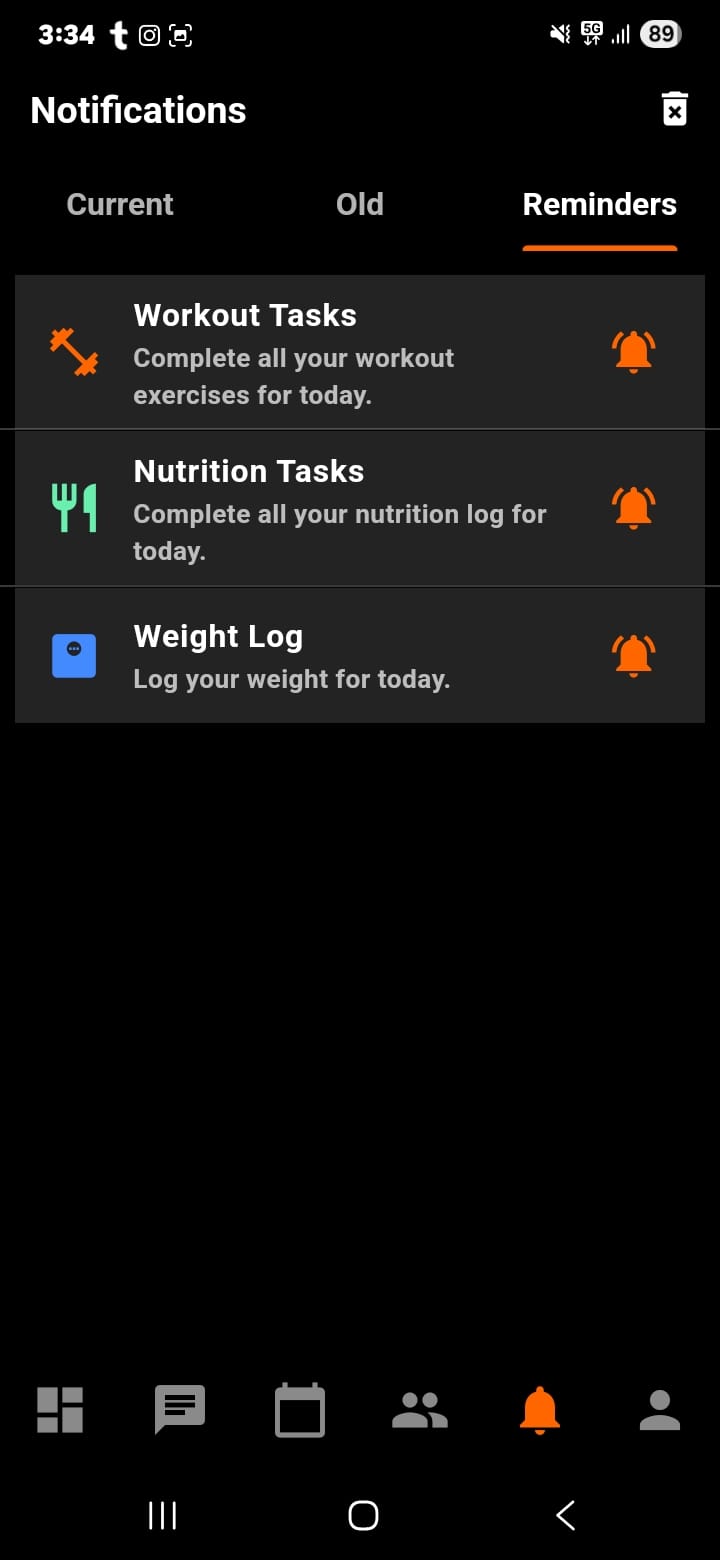 3:34 t 5G 89
Notifications
Current Old Reminders
Workout Tasks
Complete all your workout
exercises for today.
Nutrition Tasks
Complete all your nutrition log for
today.
Weight Log
Log your weight for today.